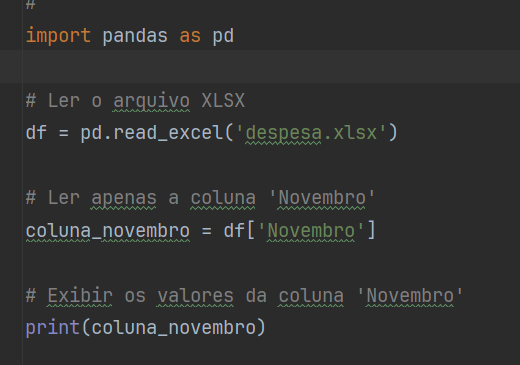 #
import pandas as pd
# Ler o arquivo XLSX
df = pd.read_excel('despesa.xlsx')
# Ler apenas a coluna 'Novembro'
coluna_novembro = df['Novembro']
# Exibir os valores da coluna 'Novembro'
print(coluna_novembro)